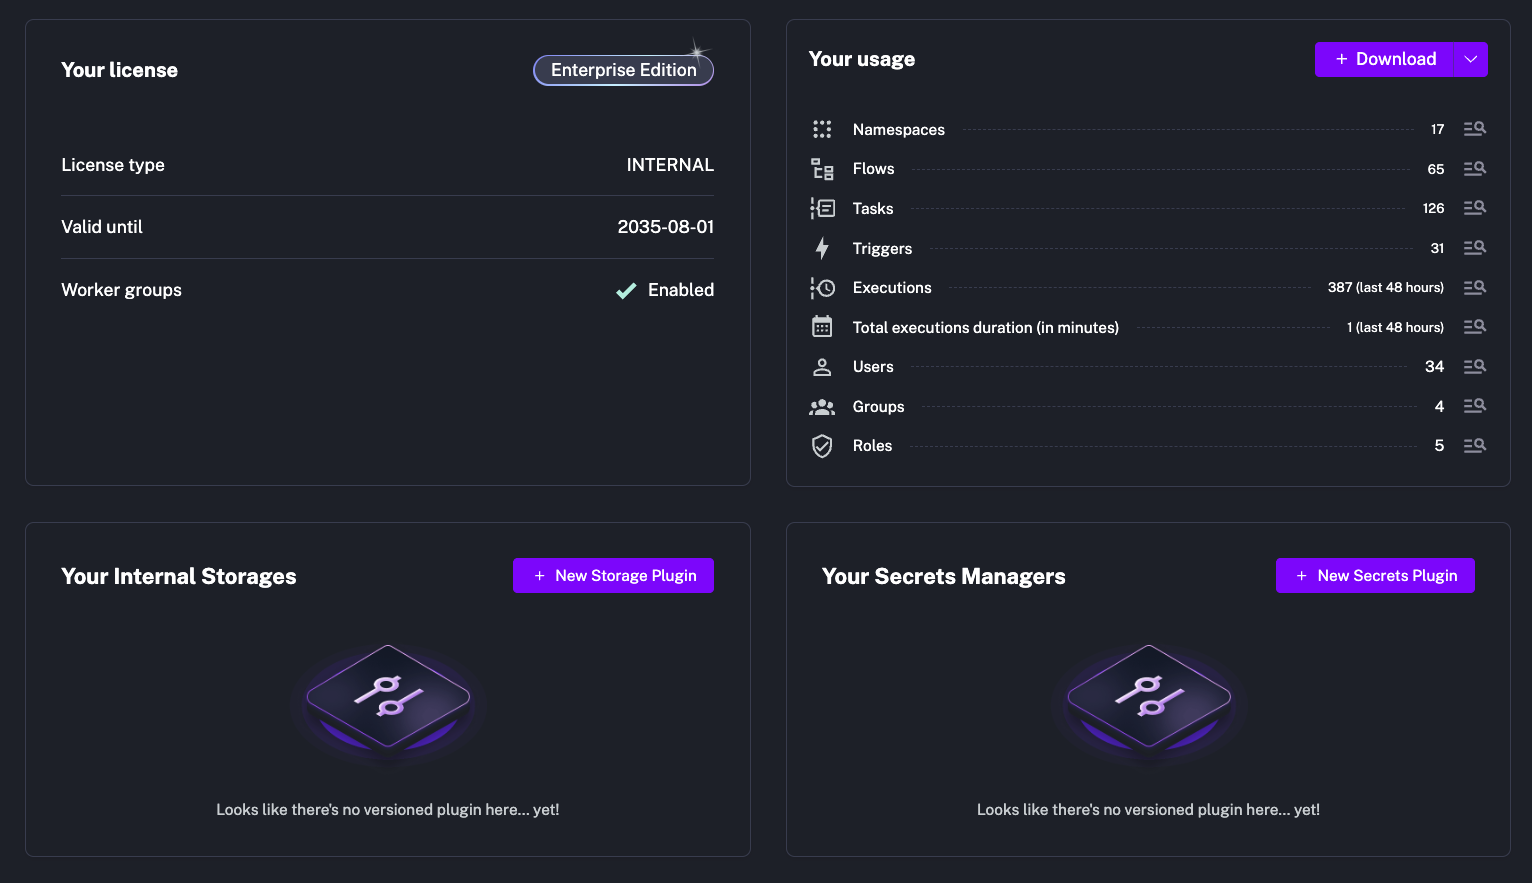 Your license
Enterprise Edition
License type INTERNAL
Valid until 2035-08-01
Worker groups Enabled
Your usage
+ Download
Namespaces 17
Flows 65
Tasks 126
Triggers 31
Executions 387 (last 48 hours)
Total executions duration (in minutes) 1 (last 48 hours)
Users 34
Groups 4
Roles 5
Your Internal Storages
+ New Storage Plugin
Looks like there's no versioned plugin here... yet!
Your Secrets Managers
+ New Secrets Plugin
Looks like there's no versioned plugin here... yet!